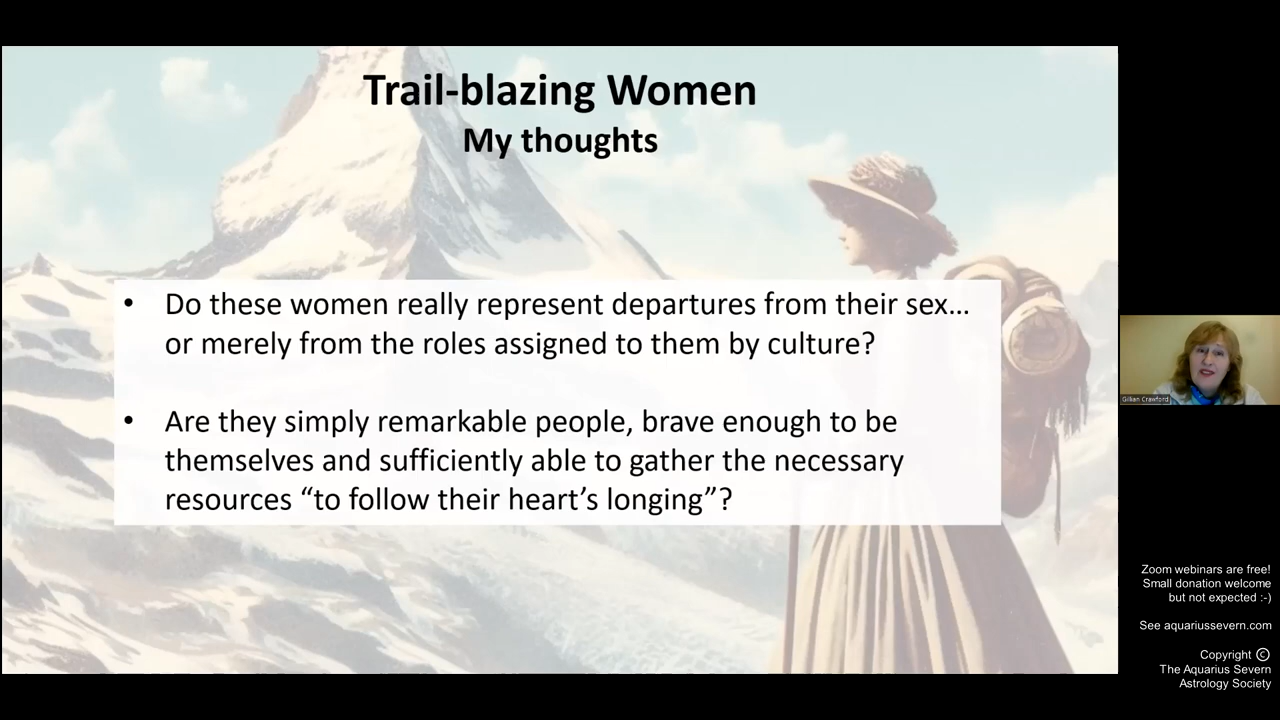 Trail-blazing Women
My thoughts
• Do these women really represent departures from their sex…
or merely from the roles assigned to them by culture?
• Are they simply remarkable people, brave enough to be
themselves and sufficiently able to gather the necessary
resources “to follow their heart’s longing”?
Gillian Crawford
Zoom webinars are free!
Small donation welcome
but not expected :-)
See aquariussevern.com
Copyright ©
The Aquarius Severn
Astrology Society